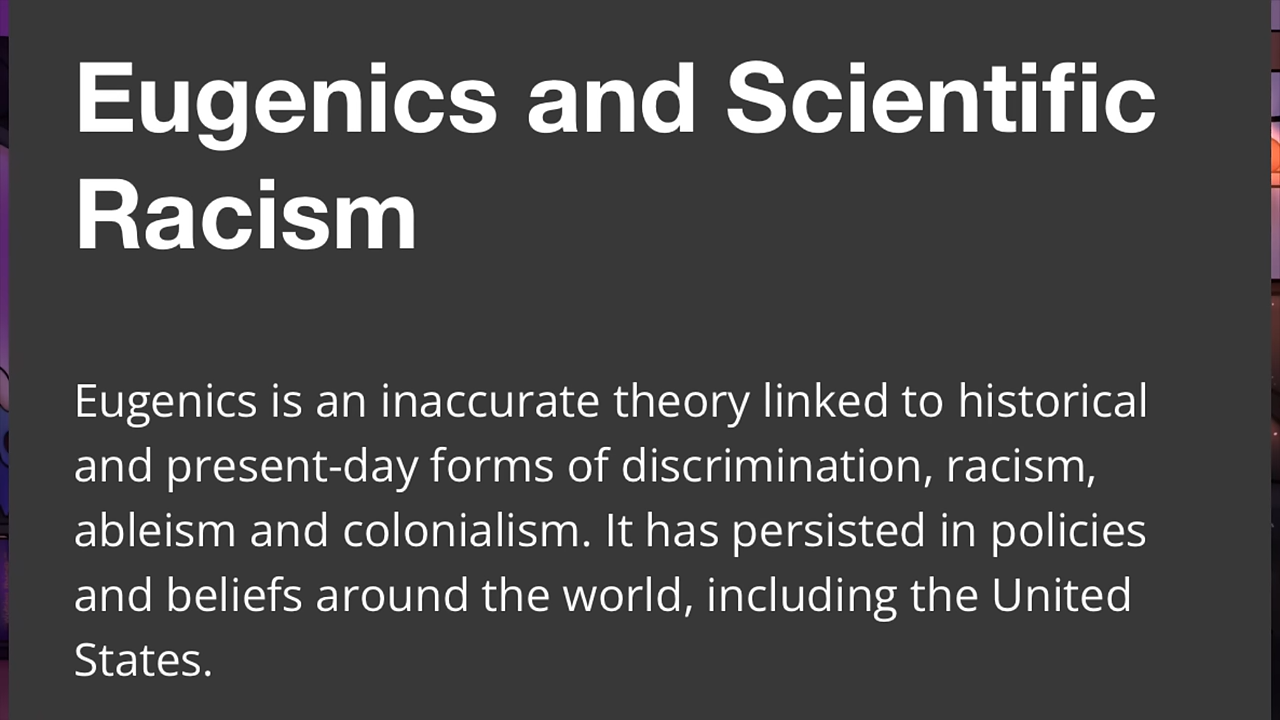 Eugenics and Scientific
Racism
Eugenics is an inaccurate theory linked to historical
and present-day forms of discrimination, racism,
ableism and colonialism. It has persisted in policies
and beliefs around the world, including the United
States.